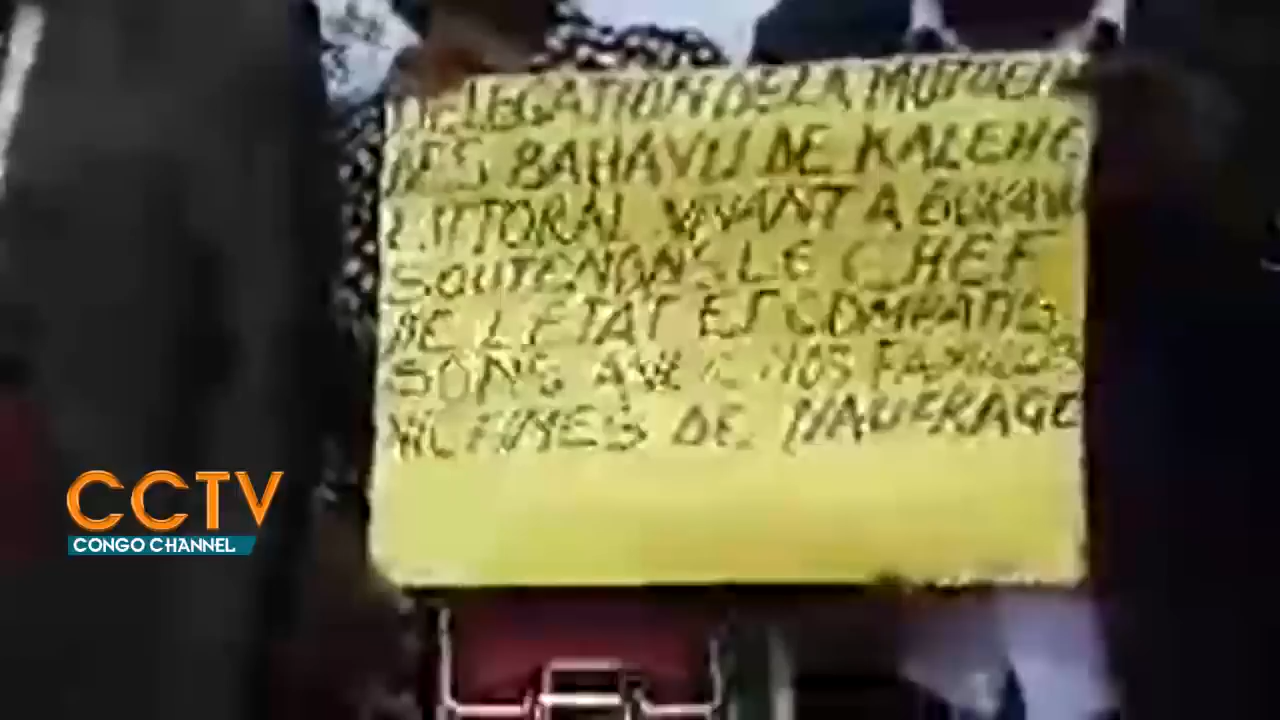 DELEGATION DE LA MUTUELLE
DES BAHAVU DE KALEHE
LITTORAL VIVANT A BUKAVU
SOUTENONS LE CHEF
DE L'ETAT ET COMPATIS
SONS AVEC NOS FAMILLES
VICTIMES DE NAUFRAGE
CCTV
CONGO CHANNEL